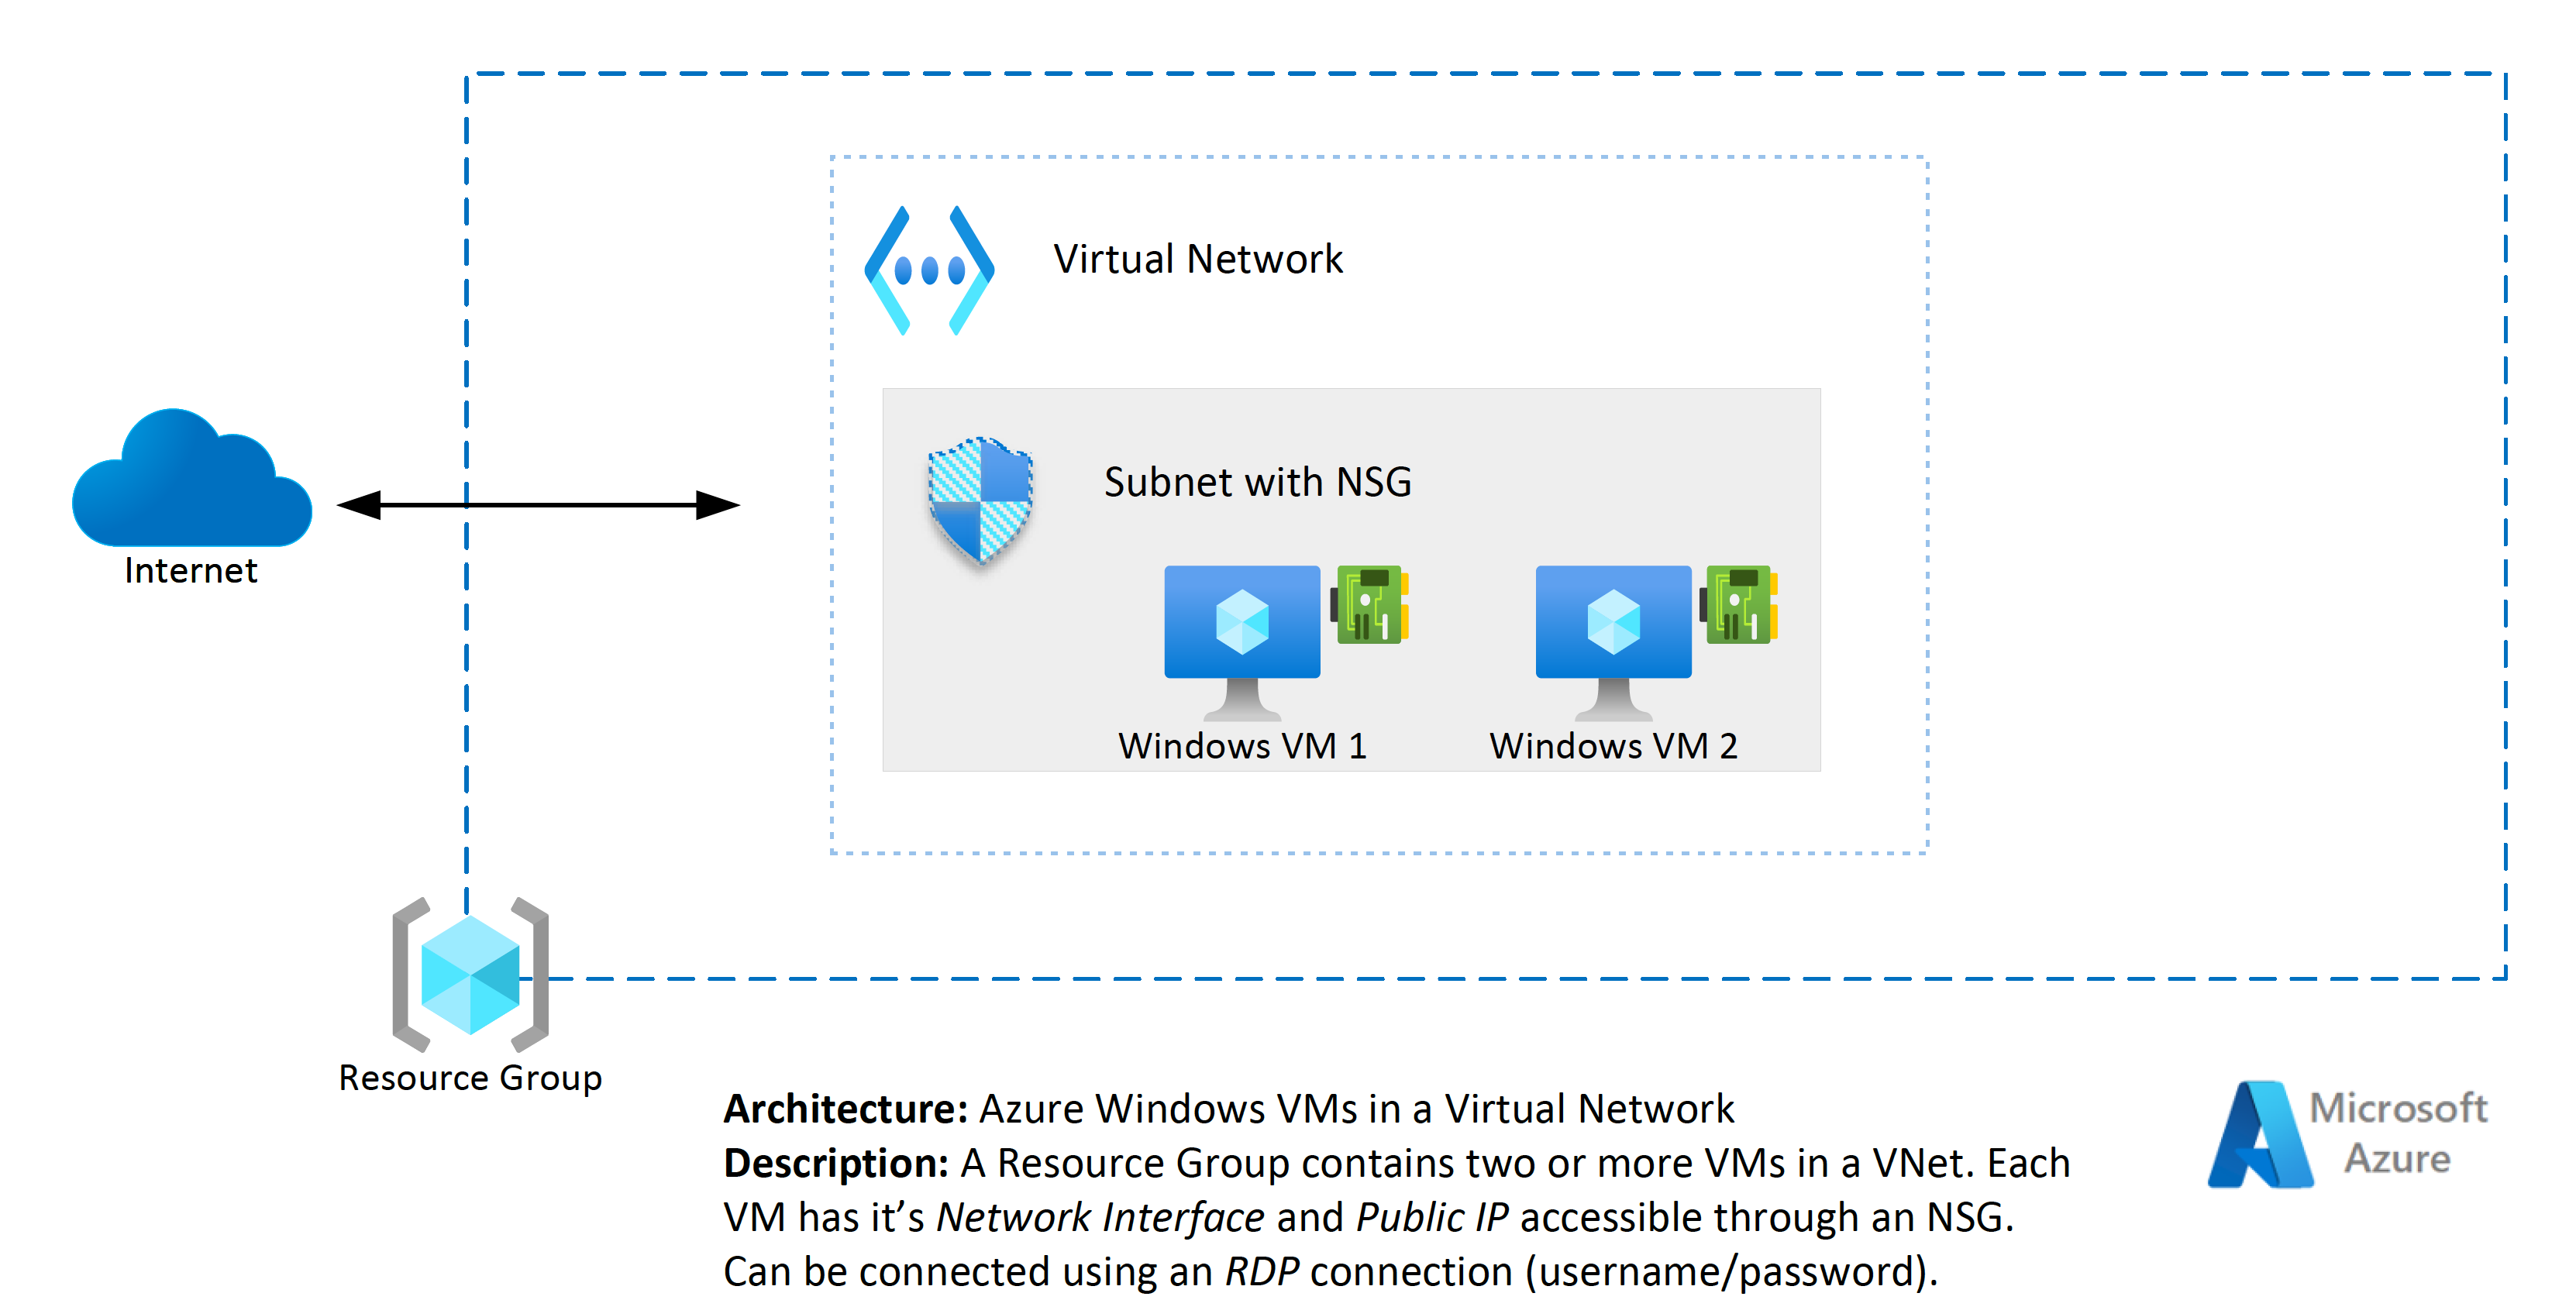 Virtual Network
Subnet with NSG
Internet
Windows VM 1
Windows VM 2
Resource Group
Architecture: Azure Windows VMs in a Virtual Network
Description: A Resource Group contains two or more VMs in a VNet. Each
VM has it’s Network Interface and Public IP accessible through an NSG.
Can be connected using an RDP connection (username/password).
Microsoft
Azure